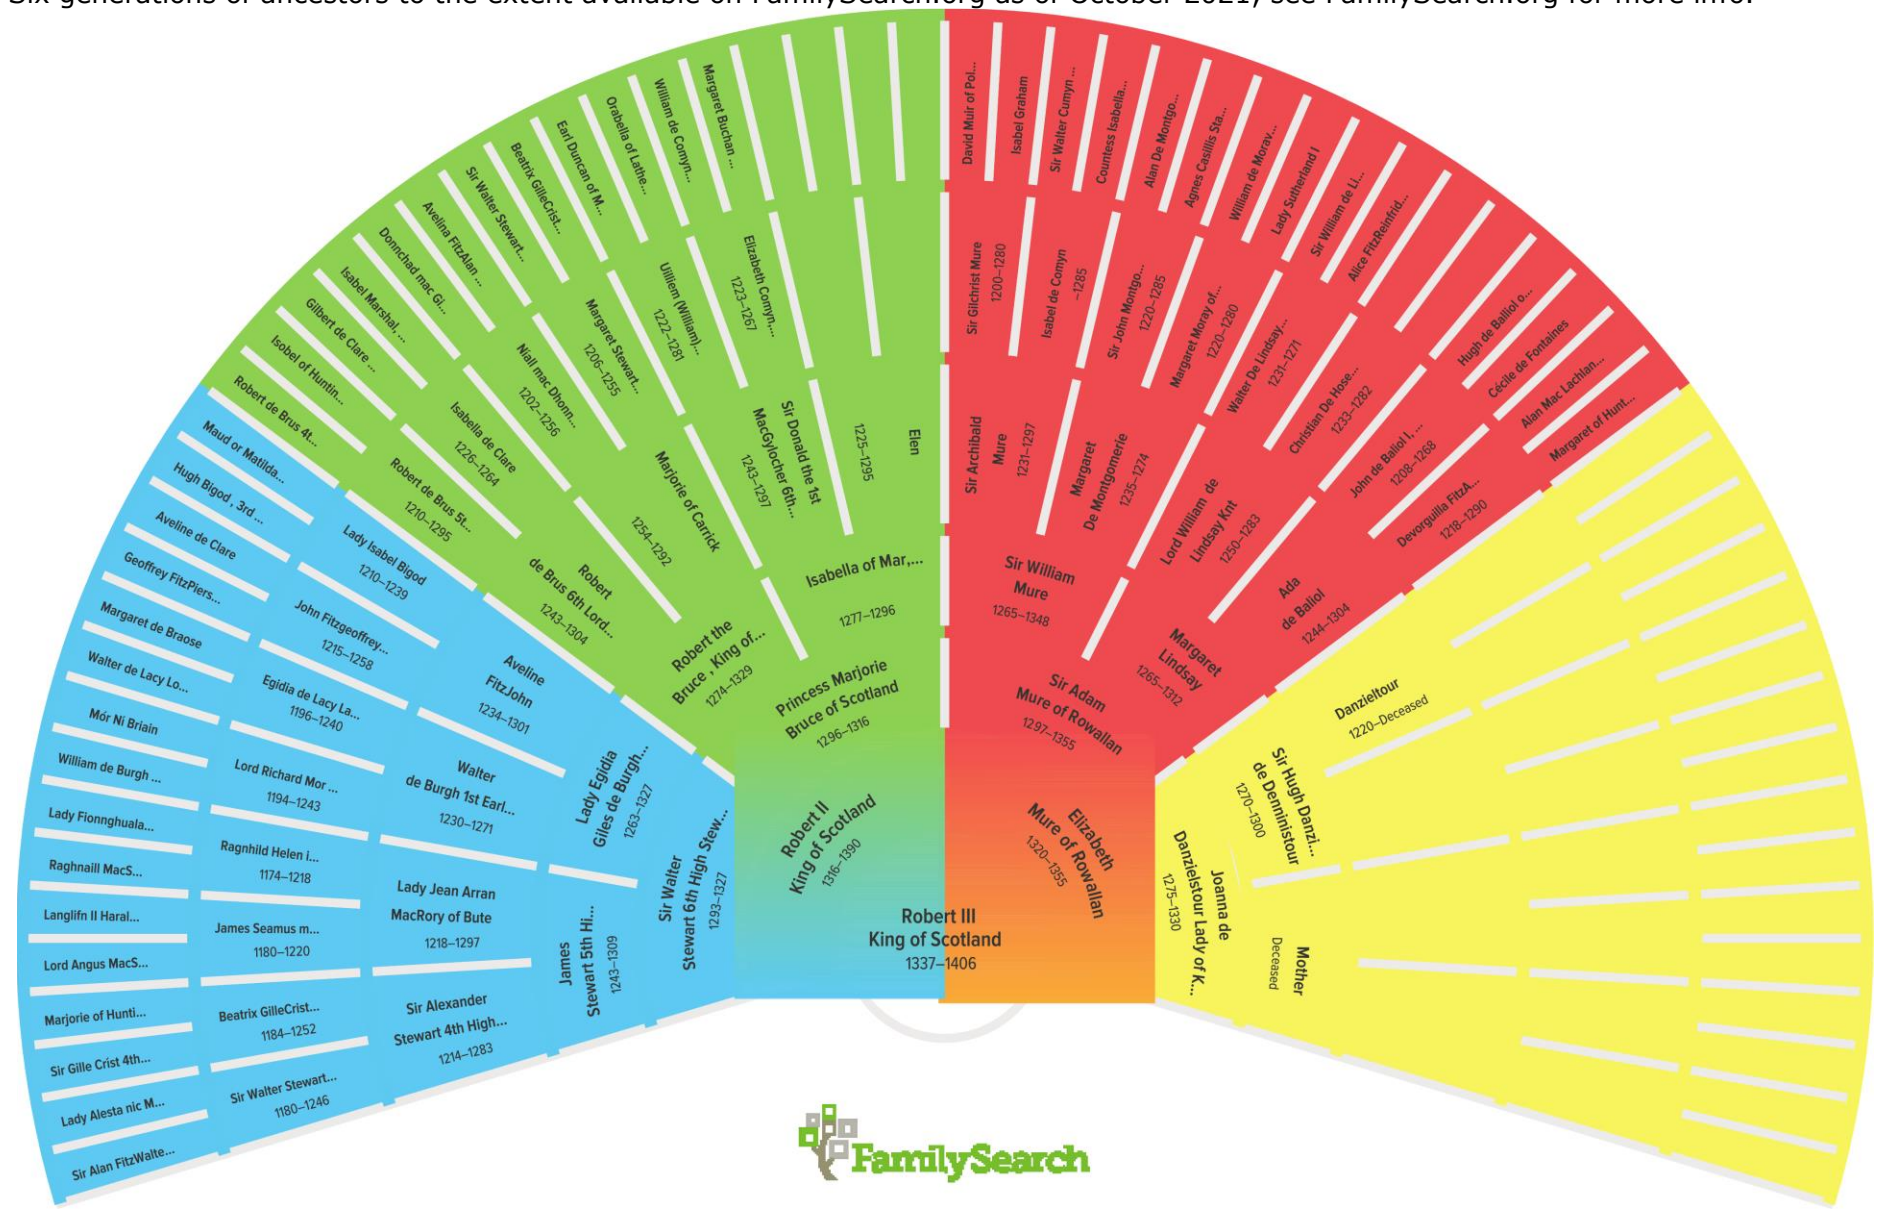 Six generations of ancestors to the extent available on FamilySearch.org as of October 2021, see FamilySearch.org for more info.
Robert III
King of Scotland
1337–1406
Robert II
King of Scotland
1316–1390
Elizabeth
Mure of Rowallan
1320–1355
Sir Walter
Stewart 6th High Stew...
1293–1327
Princess Marjorie
Bruce of Scotland
1296–1316
Sir Adam
Mure of Rowallan
1297–1355
Joanna de
Danzielstour Lady of K...
1275–1330
James
Stewart 5th Hi...
1243–1309
Lady Egidia
Giles de Burgh...
1263–1327
Robert the
Bruce , King of...
1274–1329
Isabella of Mar,...
1277–1296
Sir William
Mure
1265–1348
Margaret
Lindsay
1265–1312
Sir Hugh Danzi...
de Denninistour
1270–1300
Mother
Deceased
Sir Alexander
Stewart 4th High...
1214–1283
Lady Jean Arran
MacRory of Bute
1218–1297
Walter
de Burgh 1st Earl...
1230–1271
Aveline
FitzJohn
1234–1301
Robert
de Brus 6th Lord...
1243–1304
Marjorie of Carrick
1254–1292
Sir Donald the 1st
MacGylocher 6th...
1243–1297
Elen
1225–1295
Sir Archibald
Mure
1231–1297
Margaret
De Montgomerie
1235–1274
Lord William de
Lindsay Knt
1250–1283
Ada
de Baliol
1244–1304
Danzieltour
1220–Deceased
Sir Walter Stewart...
1180–1246
Beatrix GilleCrist...
1184–1252
James Seamus m...
1180–1220
Ragnhild Helen i...
1174–1218
Lord Richard Mor ...
1194–1243
Egidia de Lacy La...
1196–1240
John Fitzgeoffrey...
1215–1258
Lady Isabel Bigod
1210–1239
Robert de Brus 5t...
1210–1295
Isabella de Clare
1226–1264
Niall mac Dhonn...
1202–1256
Margaret Stewart...
1206–1255
Uilliem (William)...
1222–1281
Elizabeth Comyn,...
1223–1267
Sir Gilchrist Mure
1200–1280
Isabel de Comyn
–1285
Sir John Montgo...
1220–1285
Margaret Moray of...
1220–1280
Walter De Lindsay...
1231–1271
Christian De Hose...
1233–1282
John de Baliol I, ...
1208–1268
Devorguilla FitzA...
1218–1290
Sir Alan FitzWalte...
Lady Alesta nic M...
Sir Gille Crist 4th...
Marjorie of Hunti...
Lord Angus MacS...
Langlifn II Haral...
Raghnaill MacS...
Lady Fionnghuala...
William de Burgh ...
Mór Ni Briain
Walter de Lacy Lo...
Margaret de Braose
Geoffrey FitzPiers...
Aveline de Clare
Hugh Bigod , 3rd ...
Maud or Matilda...
Robert de Brus 4t...
Isobel of Huntin...
Gilbert de Clare ...
Isabel Marshal, ...
Donnchad mac Gi...
Avelina FitzAlan ...
Sir Walter Stewart...
Beatrix GilleCrist...
Earl Duncan of M...
Orabella of Lathe...
William de Comyn...
Margaret Buchan ...
David Muir of Pol...
Isabel Graham
Sir Walter Cumyn ...
Countess Isabella...
Alan De Montgo...
Agnes Casillis Sta...
William de Morav...
Lady Sutherland I
Sir William de Li...
Alice FitzReinfrid...
Hugh de Balliol o...
Cécile de Fontaines
Alan Mac Lachlan...
Margaret of Hunt...
FamilySearch